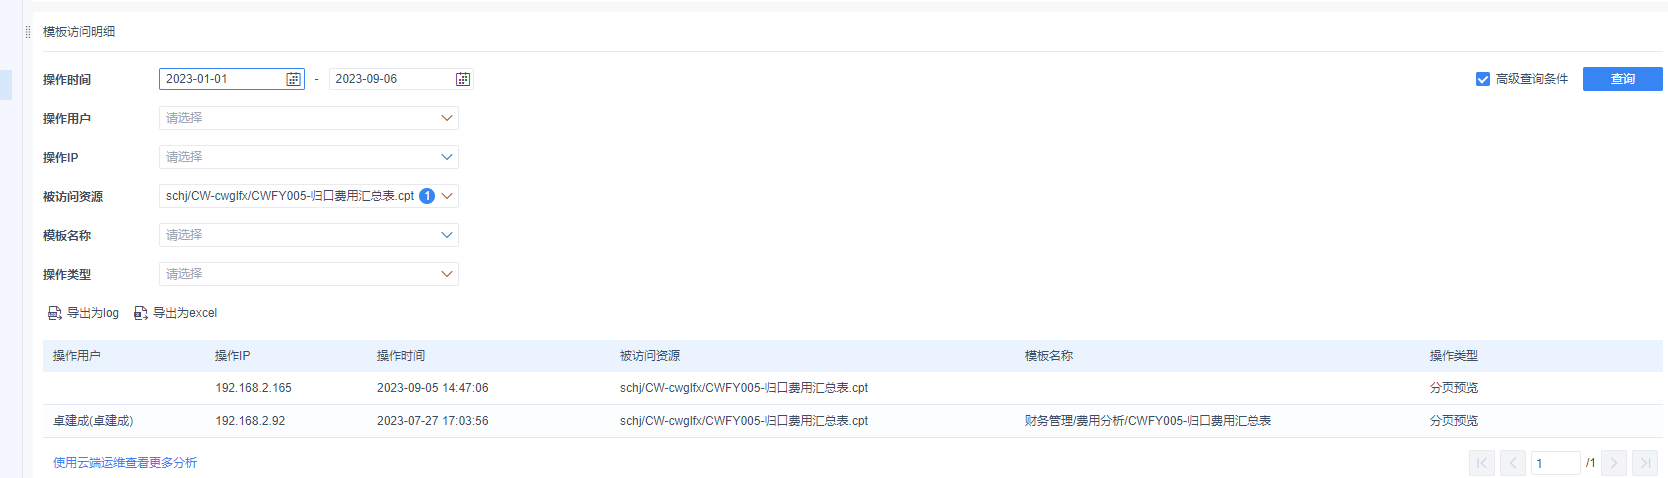 模板访问明细
操作时间 2023-01-01 - 2023-09-06 高级查询条件 查询
操作用户 请选择
操作IP 请选择
被访问资源 schj/CW-cwglfx/CWFY005-归口费用汇总表.cpt 1
模板名称 请选择
操作类型 请选择
导出为log 导出为excel
操作用户 操作IP 操作时间 被访问资源 模板名称 操作类型
192.168.2.165 2023-09-05 14:47:06 schj/CW-cwglfx/CWFY005-归口费用汇总表.cpt 分页预览
卓建成(卓建成) 192.168.2.92 2023-07-27 17:03:56 schj/CW-cwglfx/CWFY005-归口费用汇总表.cpt 财务管理/费用分析/CWFY005-归口费用汇总表 分页预览
使用云端运维查看更多分析 1 /1